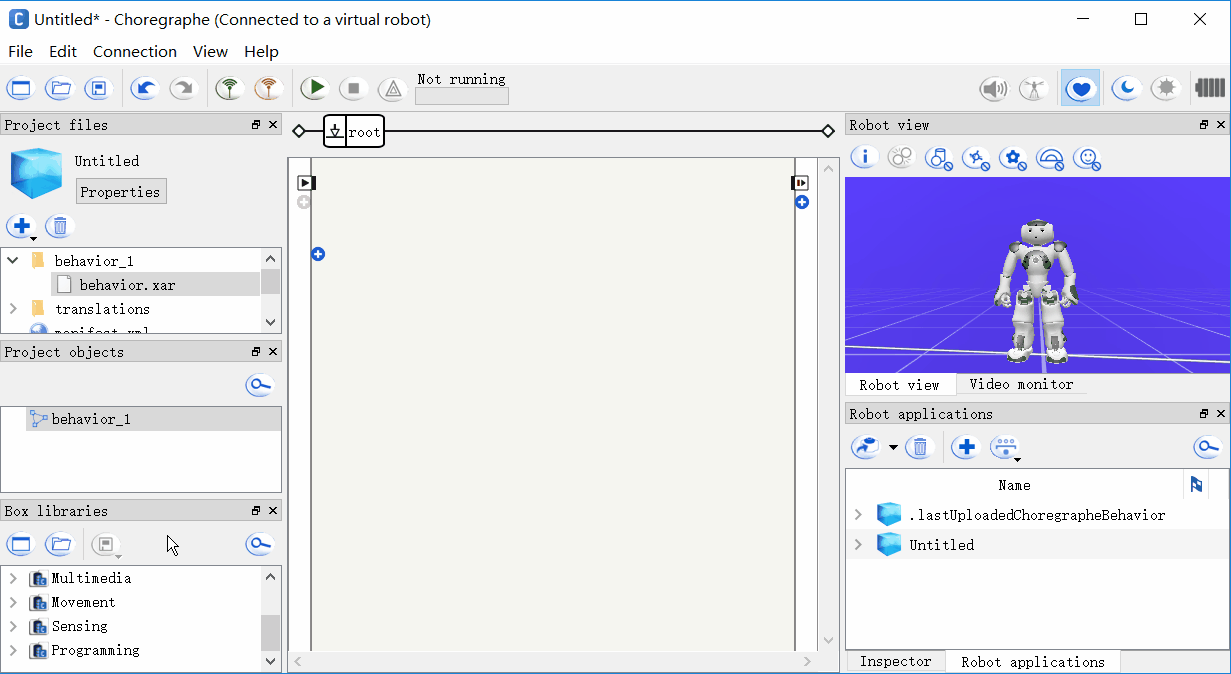 Untitled* - Choregraphe (Connected to a virtual robot)
File Edit Connection View Help
Not running
Project files
Untitled
Properties
behavior_1
behavior.xar
translations
manifest.xml
Project objects
behavior_1
Box libraries
Multimedia
Movement
Sensing
Programming
root
Robot view
Robot view Video monitor
Robot applications
Name
.lastUploadedChoregrapheBehavior
Untitled
Inspector Robot applications